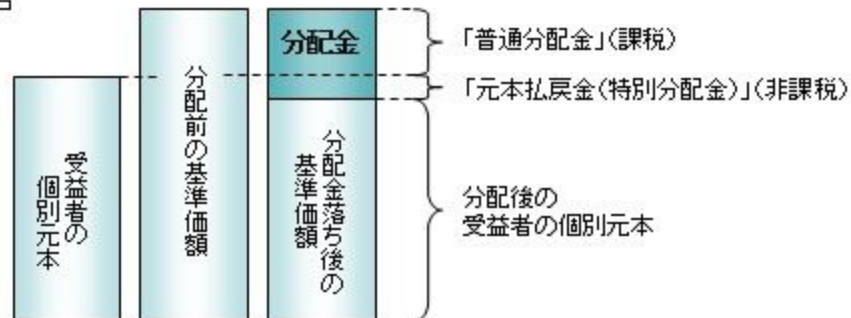 受益者の
個別元本
分配前の基準価額
分配金
分配金落ち後の
基準価額
「普通分配金」(課税)
「元本払戻金(特別分配金)」(非課税)
分配後の
受益者の個別元本